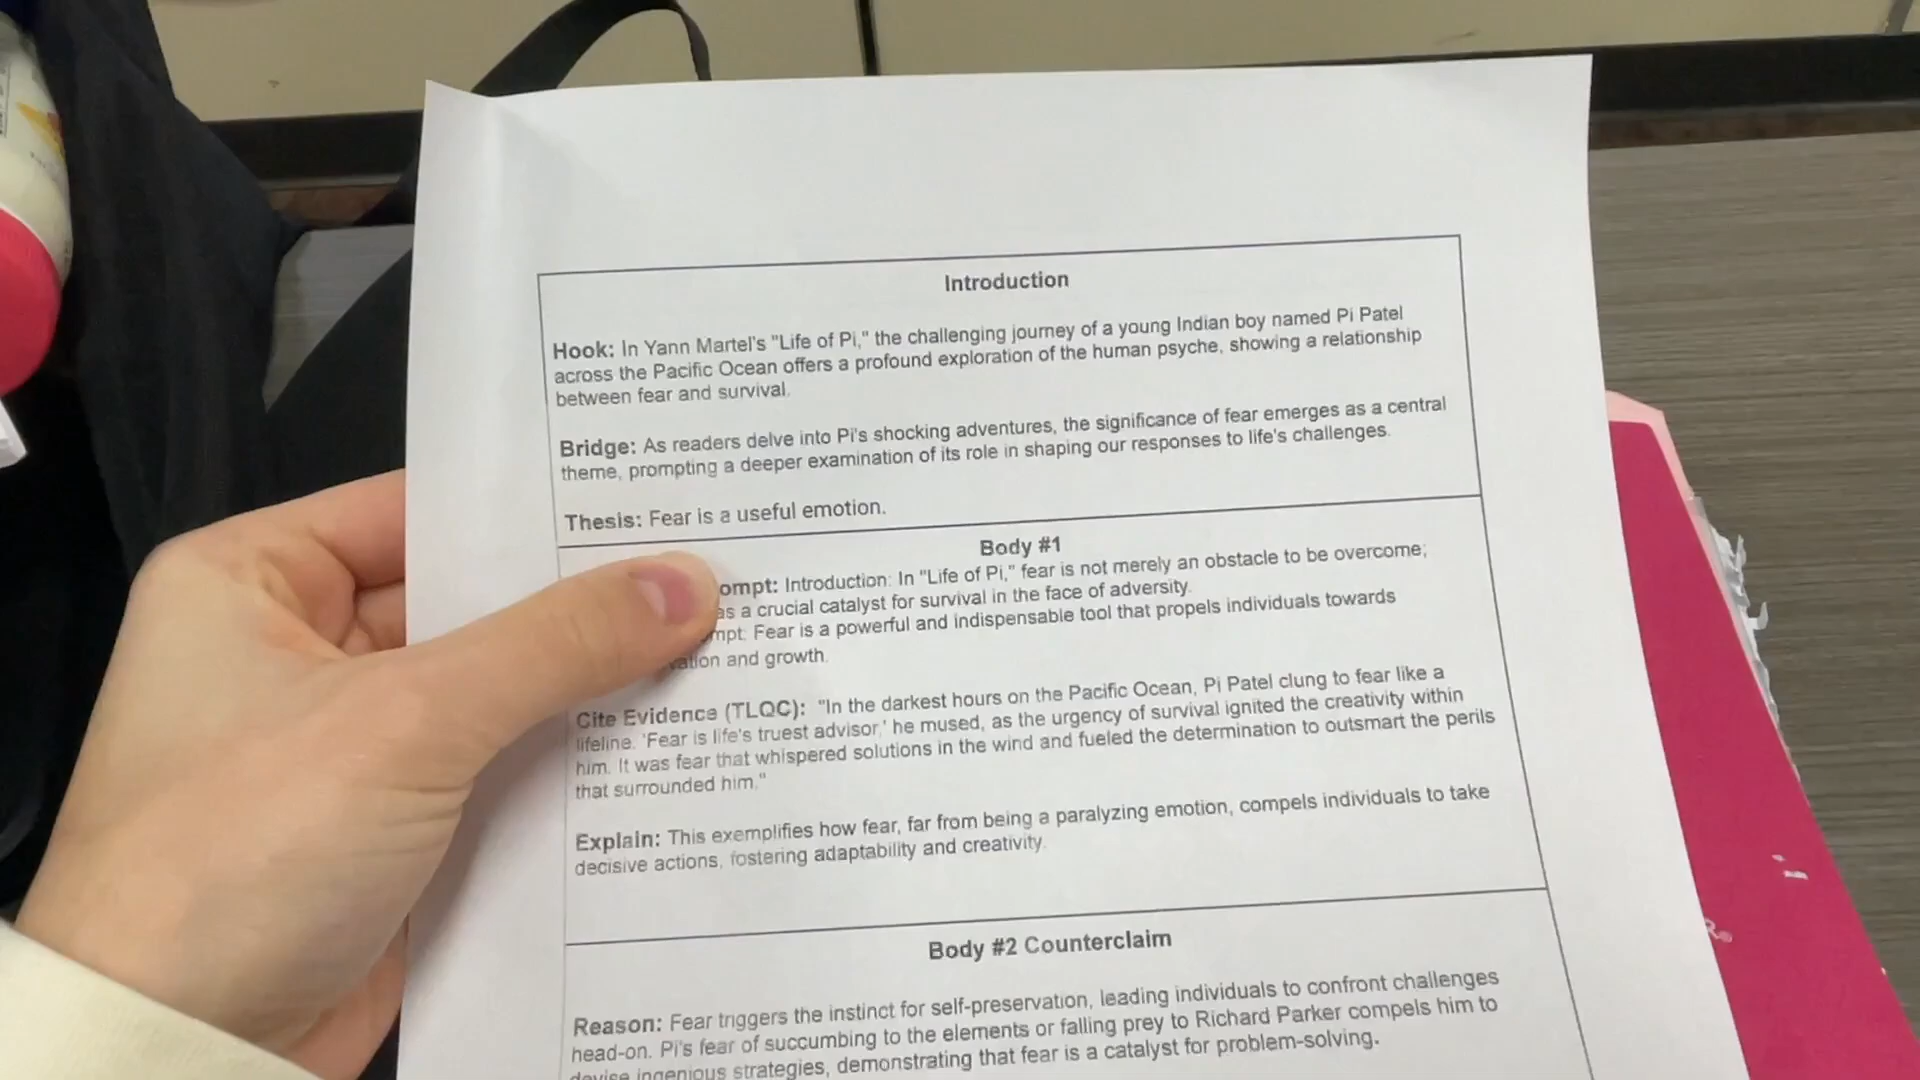 Introduction
Hook: In Yann Martel's "Life of Pi," the challenging journey of a young Indian boy named Pi Patel
across the Pacific Ocean offers a profound exploration of the human psyche, showing a relationship
between fear and survival.
Bridge: As readers delve into Pi's shocking adventures, the significance of fear emerges as a central
theme, prompting a deeper examination of its role in shaping our responses to life's challenges.
Thesis: Fear is a useful emotion.
Body #1
ompt: Introduction: In "Life of Pi," fear is not merely an obstacle to be overcome;
as a crucial catalyst for survival in the face of adversity.
mpt: Fear is a powerful and indispensable tool that propels individuals towards
vation and growth.
Cite Evidence (TLQC): "In the darkest hours on the Pacific Ocean, Pi Patel clung to fear like a
lifeline. 'Fear is life's truest advisor,' he mused, as the urgency of survival ignited the creativity within
him. It was fear that whispered solutions in the wind and fueled the determination to outsmart the perils
that surrounded him."
Explain: This exemplifies how fear, far from being a paralyzing emotion, compels individuals to take
decisive actions, fostering adaptability and creativity.
Body #2 Counterclaim
Reason: Fear triggers the instinct for self-preservation, leading individuals to confront challenges
head-on. Pi's fear of succumbing to the elements or falling prey to Richard Parker compels him to
devise ingenious strategies, demonstrating that fear is a catalyst for problem-solving.